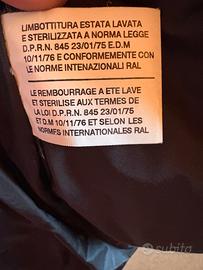 LIMBOTTITURA ESTATA LAVATA
E STERILIZZATA A NORMA LEGGE
D.P.R.N. 845 23/01/75 E.D.M
10/11/76 E CONFORMEMENTE CON
LE NORME INTENAZIONALI RAL
LE REMBOURRAGE A ETE LAVE
ET STERILISE AUX TERMES DE
LA LOI D.P.R.N 845 23/01/75
ET D.M 10/11/76 ET SELON LES
NORMES INTERNATIONALES RAL
subito